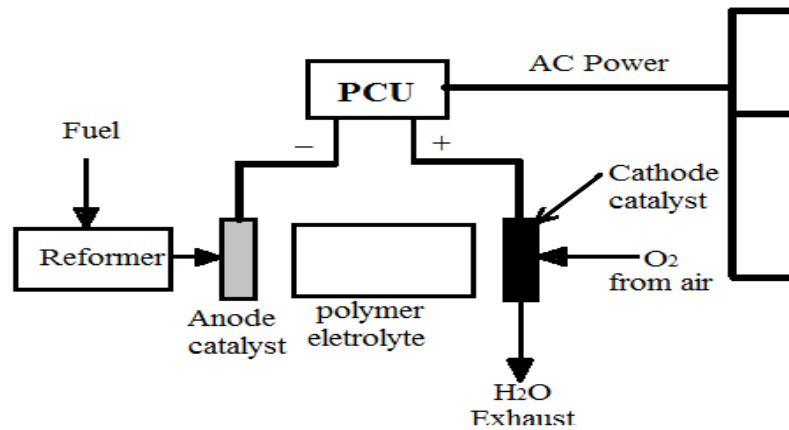 AC Power
PCU
Fuel
–
+
Cathode
catalyst
Reformer
O2
from air
polymer
eletrolyte
Anode
catalyst
H2O
Exhaust